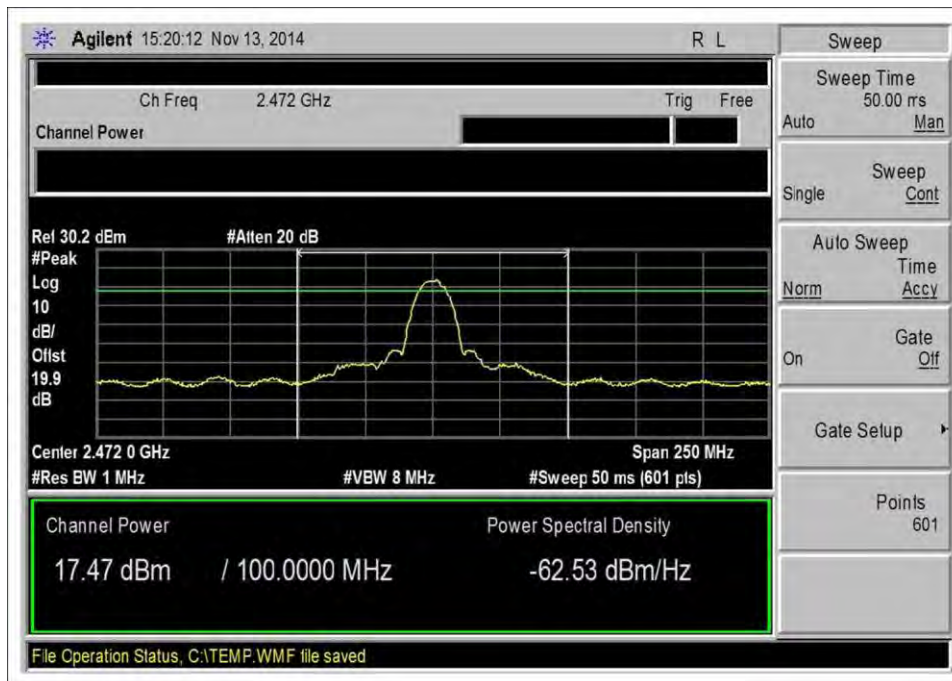 Agilent 15:20:12 Nov 13, 2014 R L
Sweep
Ch Freq 2.472 GHz Trig Free
Channel Power
Sweep Time
50.00 ms
Auto Man
Sweep
Single Cont
Ref 30.2 dBm #Atten 20 dB
#Peak
Log
10
dB/
Offst
19.9
dB
Auto Sweep
Time
Norm Accy
Gate
On Off
Gate Setup
Center 2.472 0 GHz Span 250 MHz
#Res BW 1 MHz #VBW 8 MHz #Sweep 50 ms (601 pts)
Points
601
Channel Power Power Spectral Density
17.47 dBm / 100.0000 MHz -62.53 dBm/Hz
File Operation Status, C:\TEMP.WMF file saved